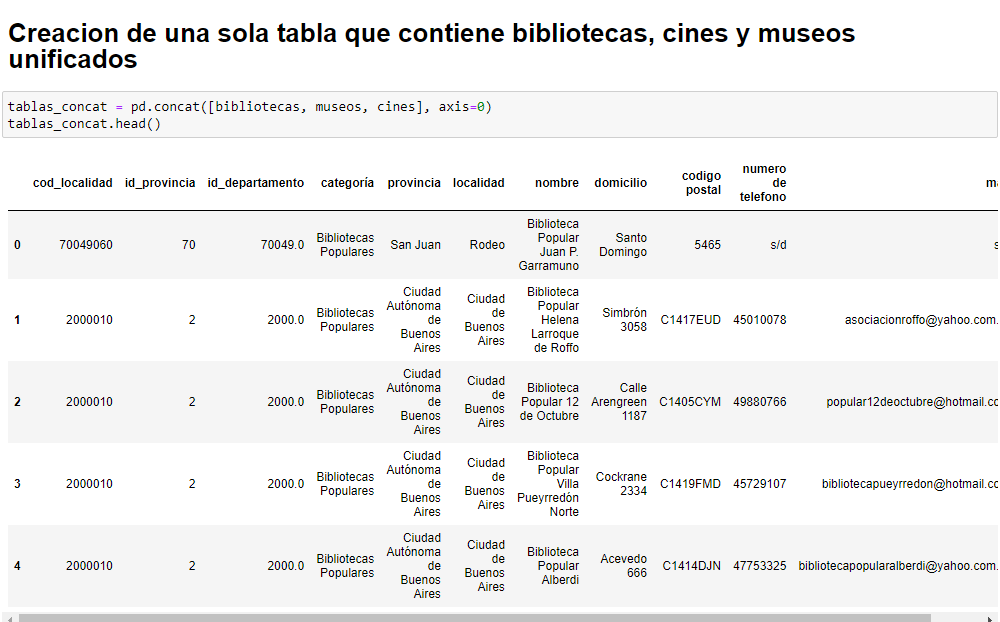 Creacion de una sola tabla que contiene bibliotecas, cines y museos
unificados
tablas_concat = pd.concat([bibliotecas, museos, cines], axis=0)
tablas_concat.head()
cod_localidad id_provincia id_departamento categoría provincia localidad nombre domicilio codigo postal numero de telefono
0 70049060 70 70049.0 Bibliotecas Populares San Juan Rodeo Biblioteca Popular Juan P. Garramuno Santo Domingo 5465 s/d
1 2000010 2 2000.0 Bibliotecas Populares Ciudad Autónoma de Buenos Aires Ciudad de Buenos Aires Biblioteca Popular Helena Larroque de Roffo Simbrón 3058 C1417EUD 45010078 asociacionroffo@yahoo.com.
2 2000010 2 2000.0 Bibliotecas Populares Ciudad Autónoma de Buenos Aires Ciudad de Buenos Aires Biblioteca Popular 12 de Octubre Calle Arengreen 1187 C1405CYM 49880766 popular12deoctubre@hotmail.co
3 2000010 2 2000.0 Bibliotecas Populares Ciudad Autónoma de Buenos Aires Ciudad de Buenos Aires Biblioteca Popular Villa Pueyrredón Norte Cockrane 2334 C1419FMD 45729107 bibliotecapueyrredon@hotmail.co
4 2000010 2 2000.0 Bibliotecas Populares Ciudad Autónoma de Buenos Aires Ciudad de Buenos Aires Biblioteca Popular Alberdi Acevedo 666 C1414DJN 47753325 bibliotecapopularalberdi@yahoo.com.